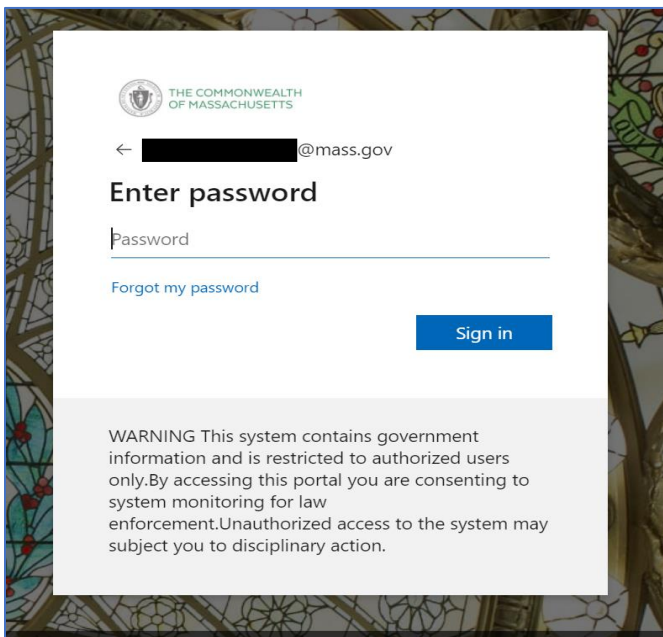 THE COMMONWEALTH
OF MASSACHUSETTS
← @mass.gov
Enter password
Password
Forgot my password
Sign in
WARNING This system contains government
information and is restricted to authorized users
only.By accessing this portal you are consenting to
system monitoring for law
enforcement.Unauthorized access to the system may
subject you to disciplinary action.